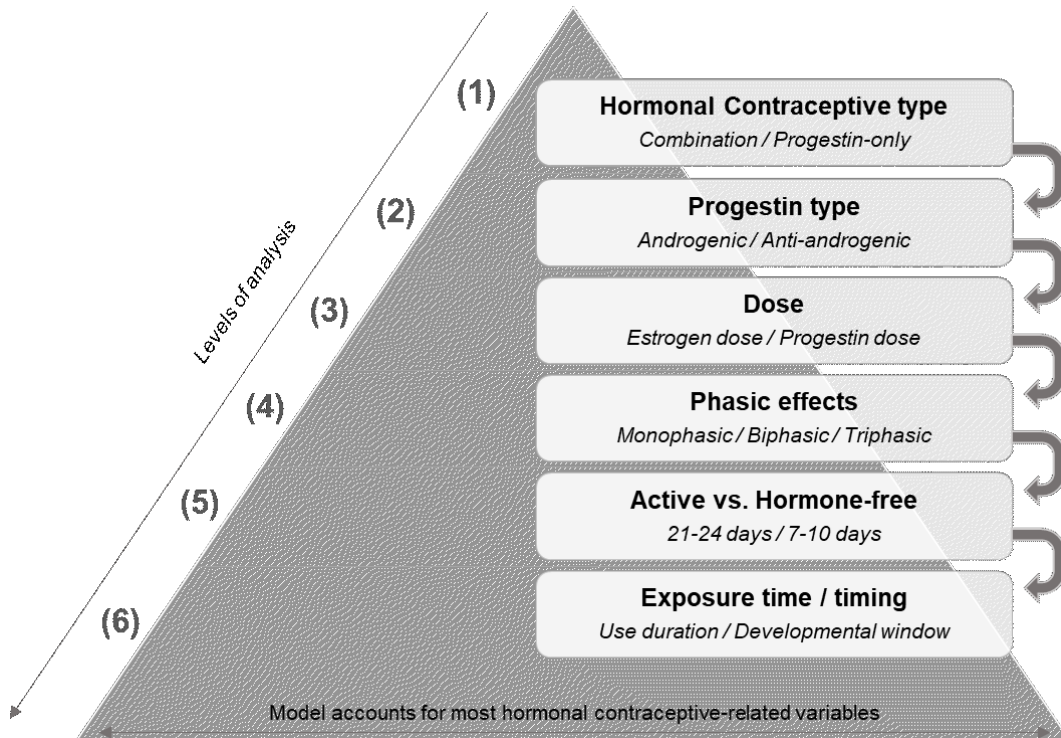 (1)
Hormonal Contraceptive type
Combination / Progestin-only
(2)
Progestin type
Androgenic / Anti-androgenic
(3)
Dose
Estrogen dose / Progestin dose
(4)
Phasic effects
Monophasic / Biphasic / Triphasic
(5)
Active vs. Hormone-free
21-24 days / 7-10 days
(6)
Exposure time / timing
Use duration / Developmental window
Levels of analysis
Model accounts for most hormonal contraceptive-related variables